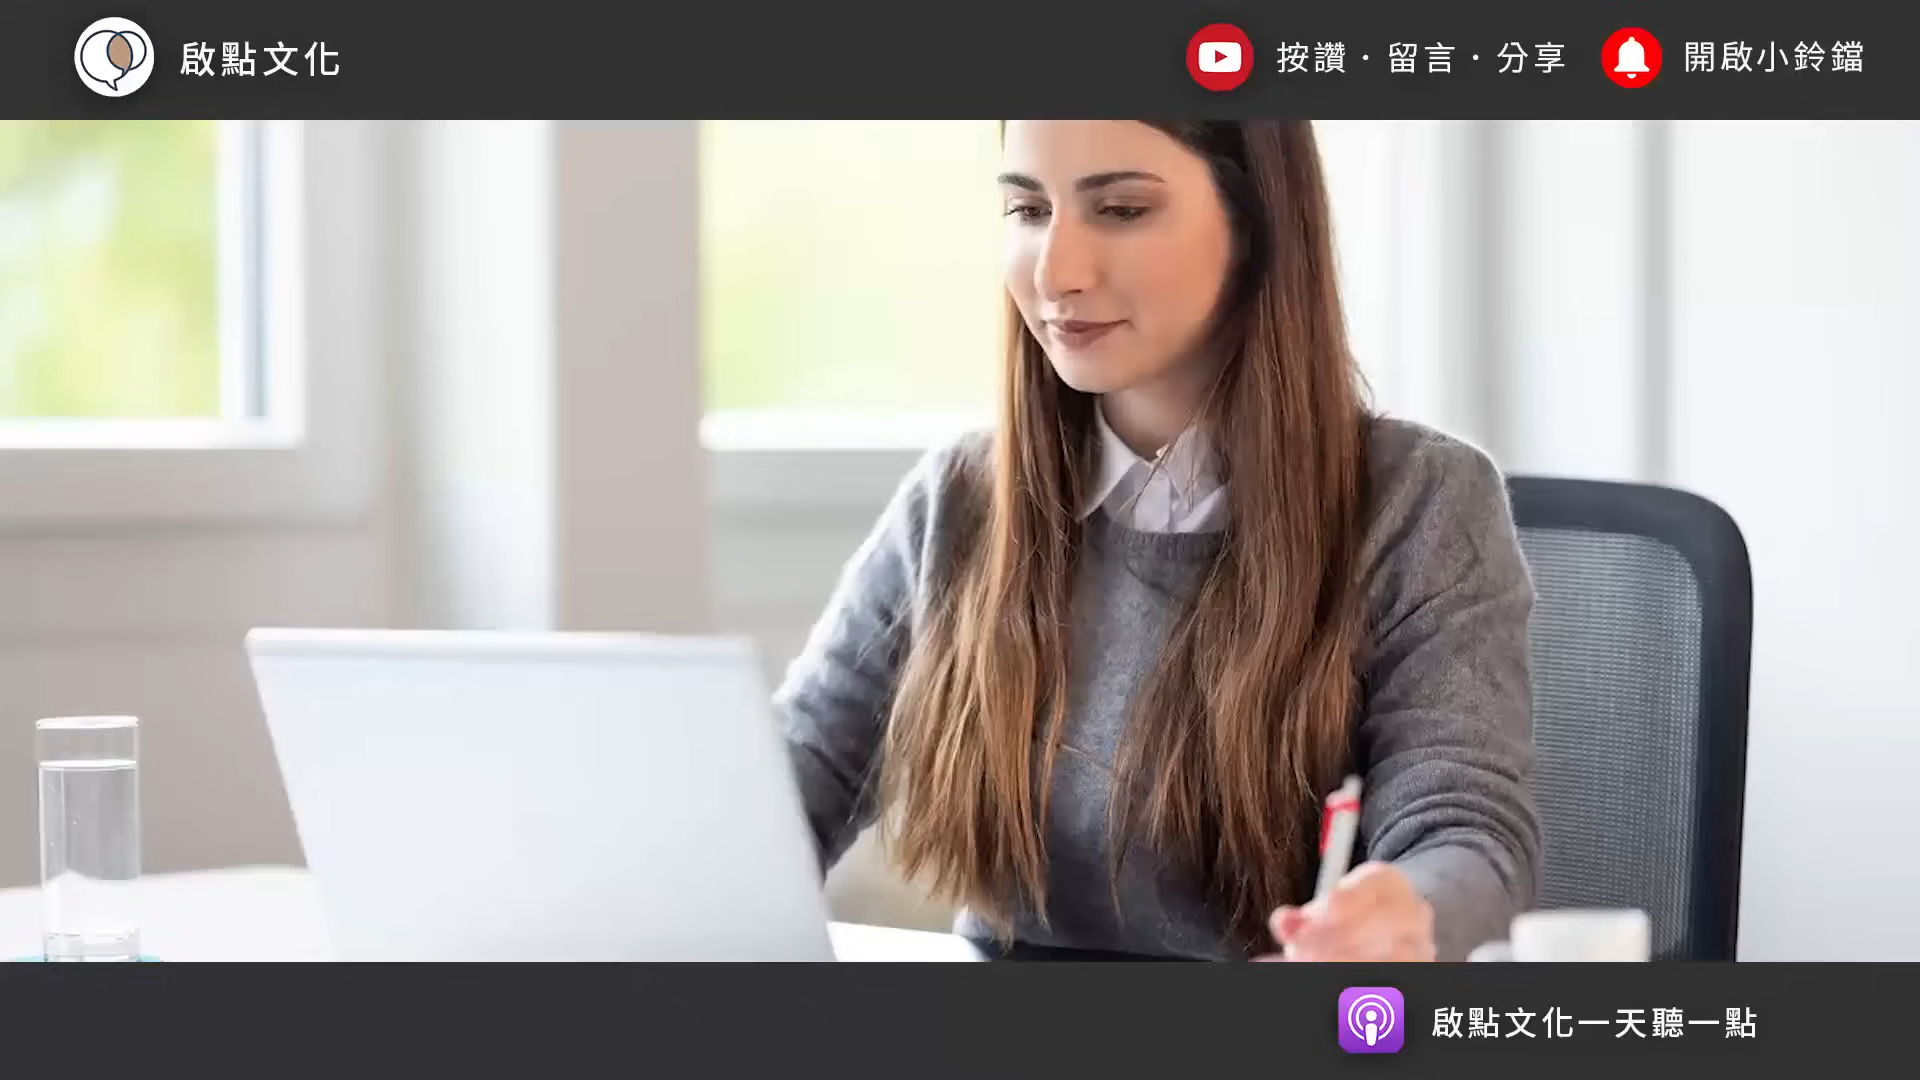 啟點文化
按讚・留言・分享
開啟小鈴鐺
啟點文化一天聽一點